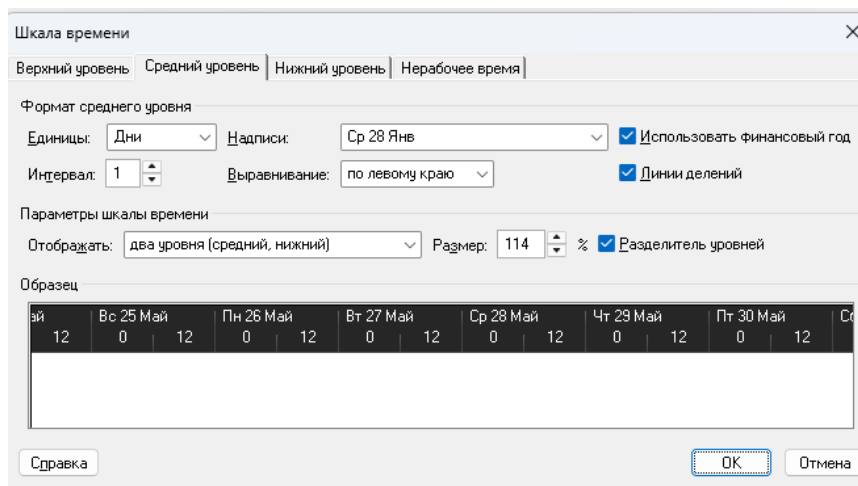 Шкала времени
Верхний уровень Средний уровень Нижний уровень Нерабочее время
Формат среднего уровня
Единицы: Дни Надписи: Ср 28 Янв Использовать финансовый год
Интервал: 1 Выравнивание: по левому краю Линии делений
Параметры шкалы времени
Отображать: два уровня (средний, нижний) Размер: 114 % Разделитель уровней
Образец
ай Вс 25 Май Пн 26 Май Вт 27 Май Ср 28 Май Чт 29 Май Пт 30 Май Сб
12 0 12 0 12 0 12 0 12 0 12 0 12
Справка ОК Отмена